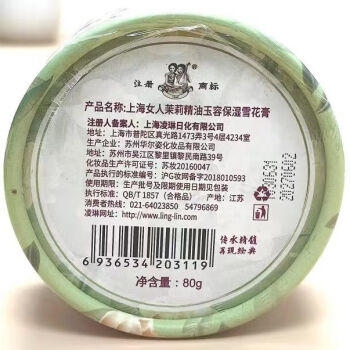 注册 商标
产品名称:上海女人茉莉精油玉容保湿雪花膏
注册人备案人:上海凌琳日化有限公司
地址:上海市普陀区真光路1473弄3号4层4234室
生产企业:苏州华尔姿化妆品有限公司
地址:苏州市吴江区黎里镇黎民南路39号
化妆品生产许可证号:苏妆20160047
产品执行的标准编号:沪G妆网备字2018010593
使用期限:生产批号及限期使用日期见包装
执行标准:QB/T 1857（合格品） 产地:江苏
电话:021-64023850 54796869
凌琳网址:http://www.ling-lin.com
6 936534 203119
净含量: 80g
传承精髓
再现经典
20270602